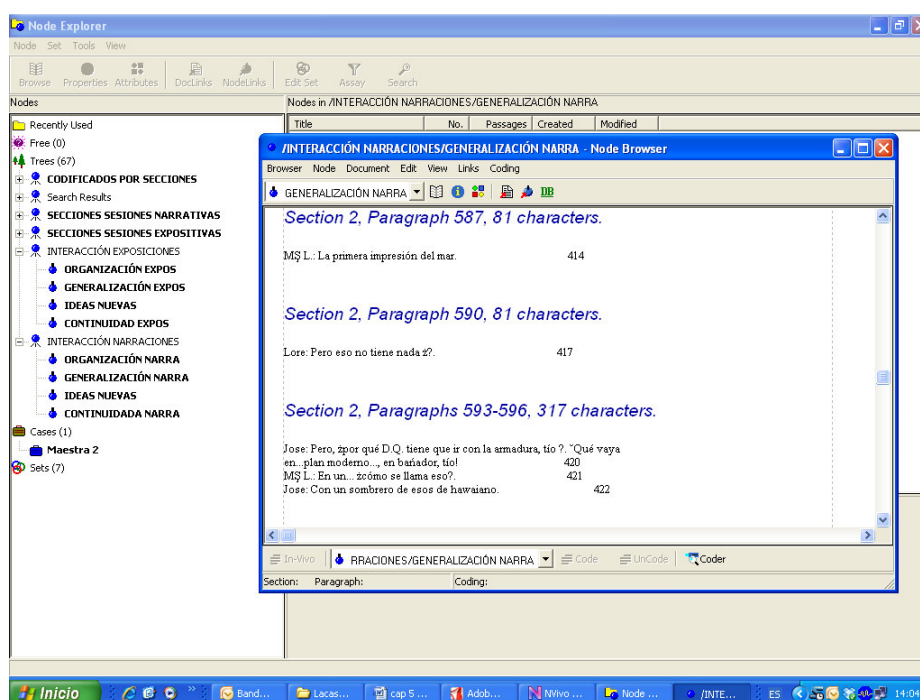 Node Explorer
Node Set Tools View
Browse Properties Attributes DocLinks NodeLinks Edit Set Assay Search
Nodes
Nodes in /INTERACCIÓN NARRACIONES/GENERALIZACIÓN NARRA
Recently Used
Free (0)
Trees (67)
CODIFICADOS POR SECCIONES
Search Results
SECCIONES SESIONES NARRATIVAS
SECCIONES SESIONES EXPOSITIVAS
INTERACCIÓN EXPOSICIONES
ORGANIZACIÓN EXPOS
GENERALIZACIÓN EXPOS
IDEAS NUEVAS
CONTINUIDAD EXPOS
INTERACCIÓN NARRACIONES
ORGANIZACIÓN NARRA
GENERALIZACIÓN NARRA
IDEAS NUEVAS
CONTINUIDADA NARRA
Cases (1)
Maestra 2
Sets (7)
Title No. Passages Created Modified
/INTERACCIÓN NARRACIONES/GENERALIZACIÓN NARRA - Node Browser
Browser Node Document Edit View Links Coding
GENERALIZACIÓN NARRA DB
Section 2, Paragraph 587, 81 characters.
MŞ L.: La primera impresión del mar. 414
Section 2, Paragraph 590, 81 characters.
Lore: Pero eso no tiene nada ż?. 417
Section 2, Paragraphs 593-596, 317 characters.
Jose: Pero, żpor qué D.Q. tiene que ir con la armadura, tío ?. ˇQué vaya
en...plan moderno..., en bańador, tío! 420
MŞ L.: En un... żcómo se llama eso?. 421
Jose: Con un sombrero de esos de hawaiano. 422
In-Vivo RRACIONES/GENERALIZACIÓN NARRA Code UnCode Coder
Section: Paragraph: Coding:
Inicio Band... Lacas... cap 5 ... Adob... NVivo ... Node ... /INTE... ES 14:04